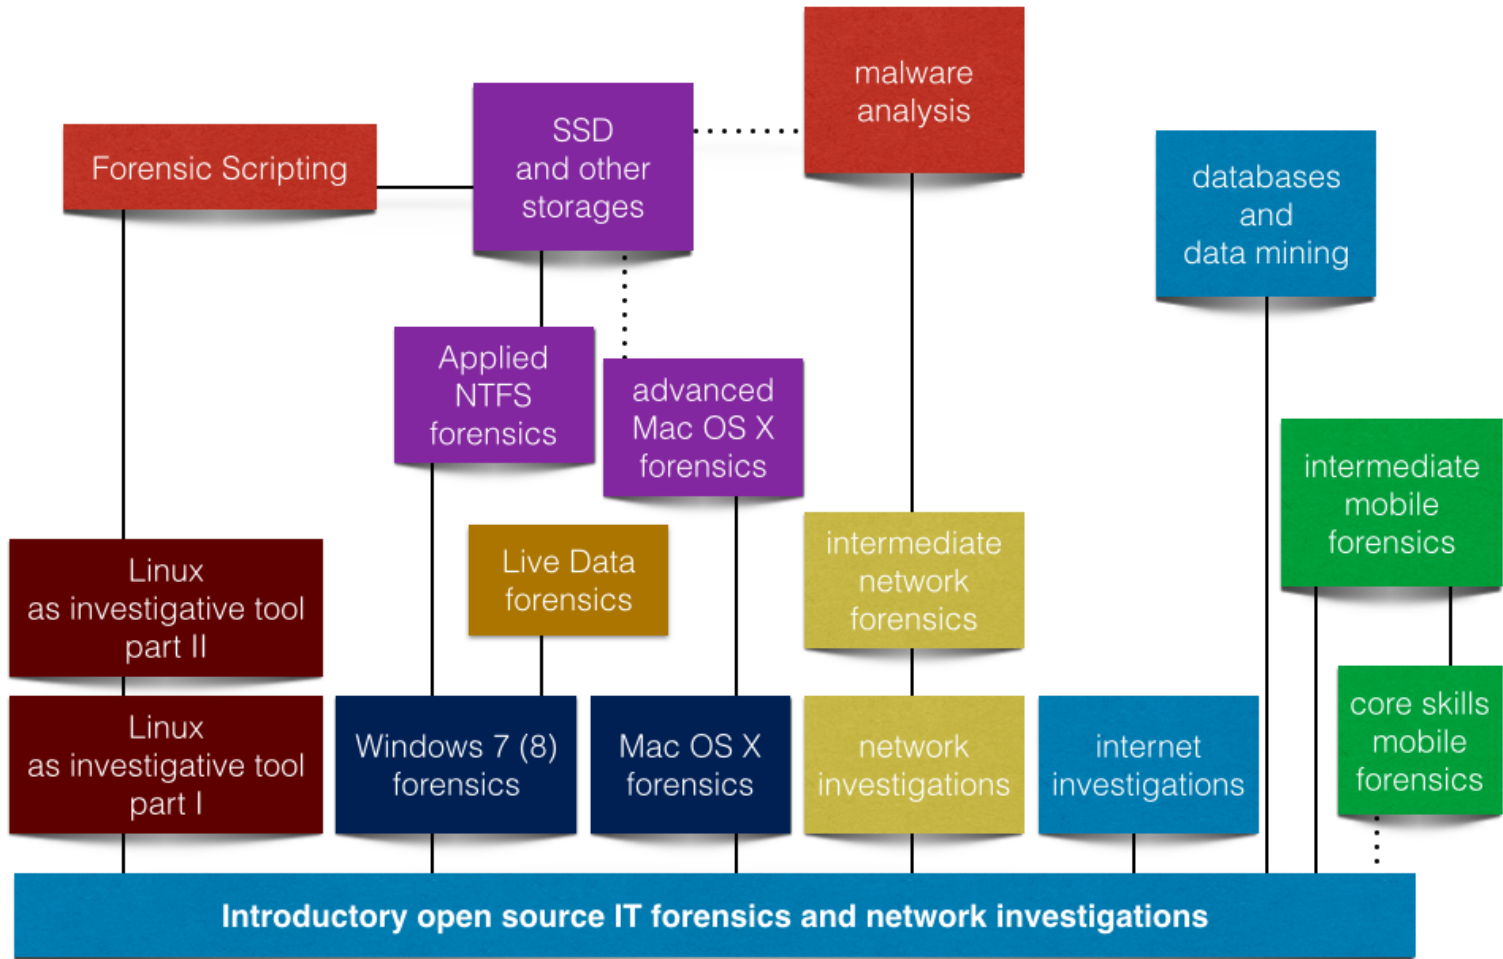 malware
analysis
SSD
and other
storages
Forensic Scripting
databases
and
data mining
Applied
NTFS
forensics
advanced
Mac OS X
forensics
intermediate
mobile
forensics
Live Data
forensics
intermediate
network
forensics
Linux
as investigative tool
part II
core skills
mobile
forensics
Linux
as investigative tool
part I
Windows 7 (8)
forensics
Mac OS X
forensics
network
investigations
internet
investigations
Introductory open source IT forensics and network investigations